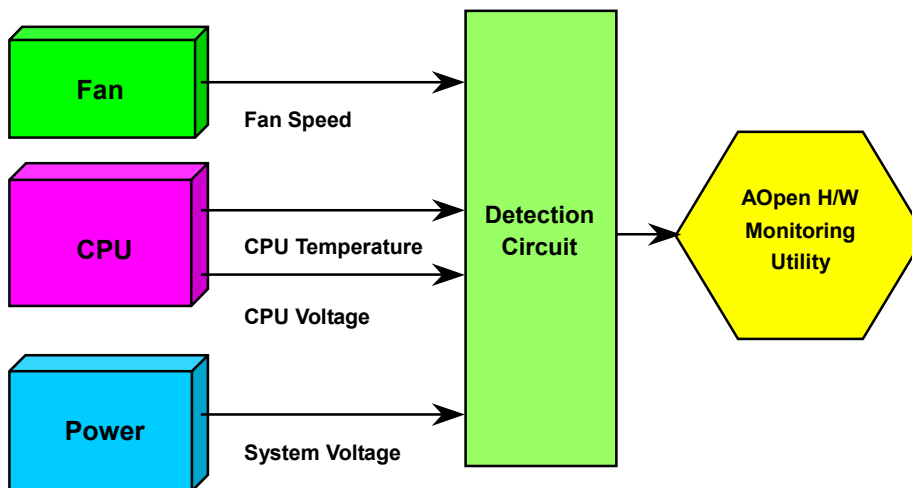 Fan
Fan Speed
CPU
CPU Temperature
CPU Voltage
Power
System Voltage
Detection
Circuit
AOpen H/W
Monitoring
Utility